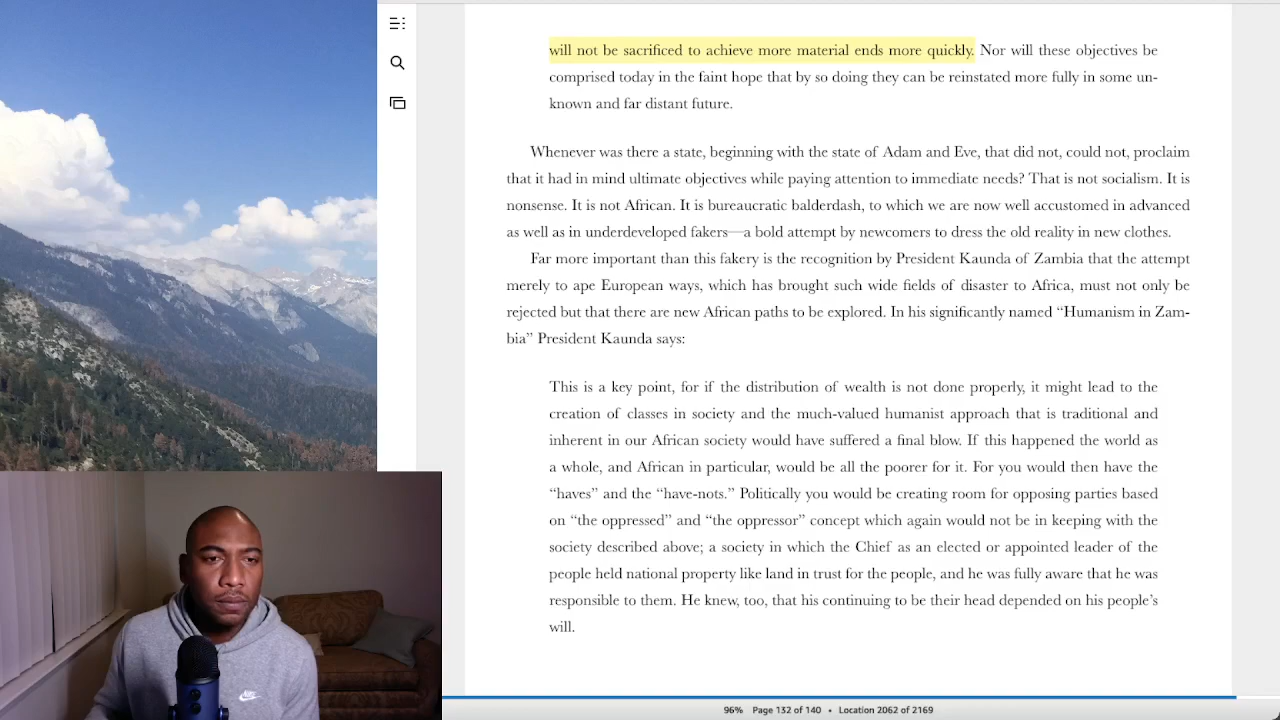 will not be sacrificed to achieve more material ends more quickly. Nor will these objectives be
comprised today in the faint hope that by so doing they can be reinstated more fully in some un-
known and far distant future.
Whenever was there a state, beginning with the state of Adam and Eve, that did not, could not, proclaim
that it had in mind ultimate objectives while paying attention to immediate needs? That is not socialism. It is
nonsense. It is not African. It is bureaucratic balderdash, to which we are now well accustomed in advanced
as well as in underdeveloped fakers—a bold attempt by newcomers to dress the old reality in new clothes.
Far more important than this fakery is the recognition by President Kaunda of Zambia that the attempt
merely to ape European ways, which has brought such wide fields of disaster to Africa, must not only be
rejected but that there are new African paths to be explored. In his significantly named “Humanism in Zam-
bia” President Kaunda says:
This is a key point, for if the distribution of wealth is not done properly, it might lead to the
creation of classes in society and the much-valued humanist approach that is traditional and
inherent in our African society would have suffered a final blow. If this happened the world as
a whole, and African in particular, would be all the poorer for it. For you would then have the
“haves” and the “have-nots.” Politically you would be creating room for opposing parties based
on “the oppressed” and “the oppressor” concept which again would not be in keeping with the
society described above; a society in which the Chief as an elected or appointed leader of the
people held national property like land in trust for the people, and he was fully aware that he was
responsible to them. He knew, too, that his continuing to be their head depended on his people’s
will.
96% Page 132 of 140 • Location 2062 of 2169